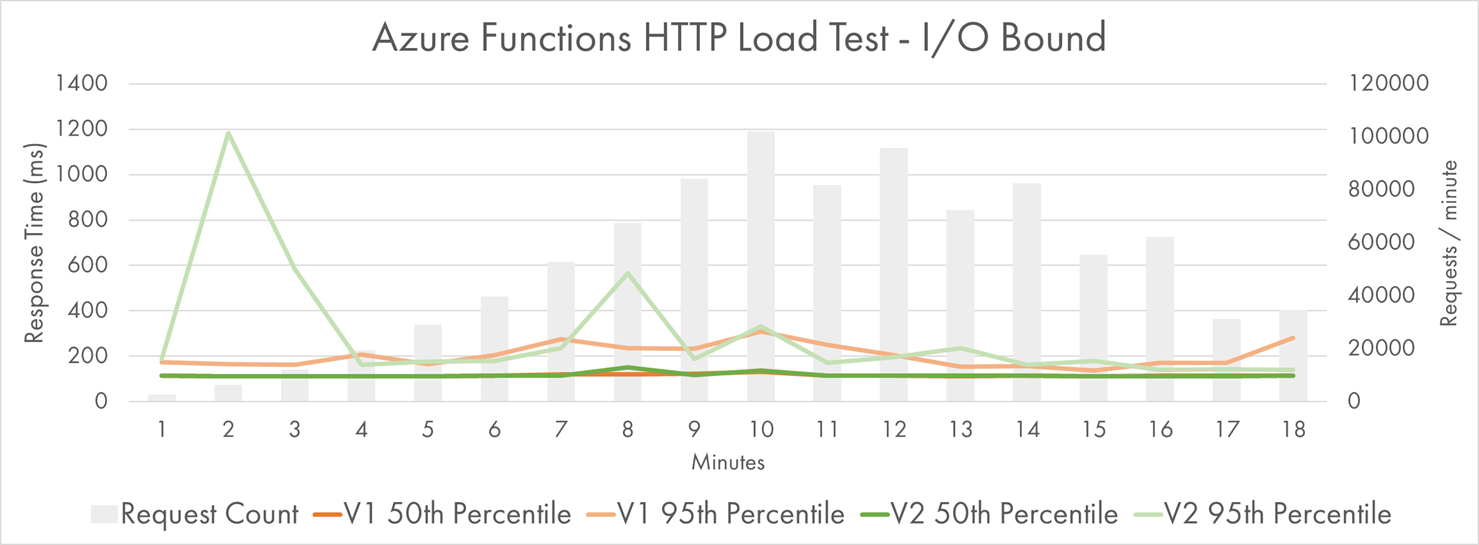 Azure Functions HTTP Load Test - I/O Bound
Response Time (ms)
1400
1200
1000
800
600
400
200
0
120000
100000
80000
60000
40000
20000
0
Requests / minute
1 2 3 4 5 6 7 8 9 10 11 12 13 14 15 16 17 18
Minutes
Request Count V1 50th Percentile V1 95th Percentile V2 50th Percentile V2 95th Percentile